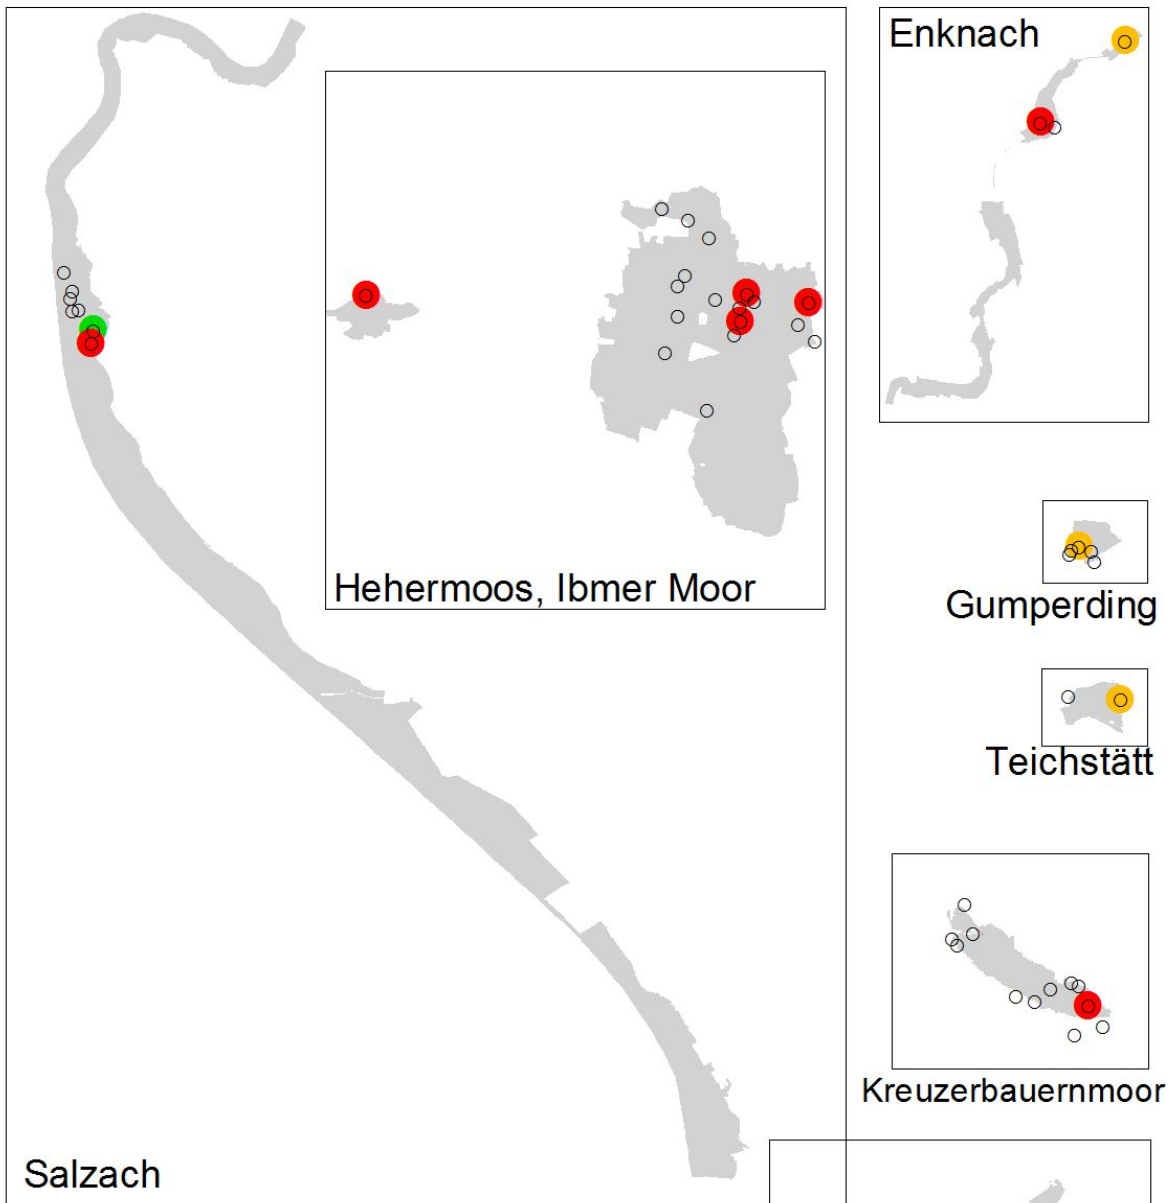 Enknach
Hehermoos, Ibmer Moor
Gumperding
Teichstätt
Kreuzerbauernmoor
Salzach